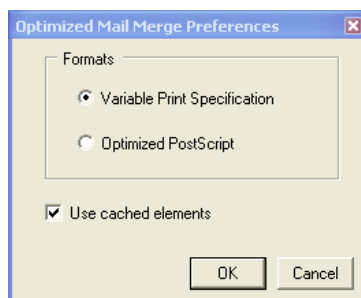 Optimized Mail Merge Preferences
Formats
Variable Print Specification
Optimized PostScript
Use cached elements
OK
Cancel